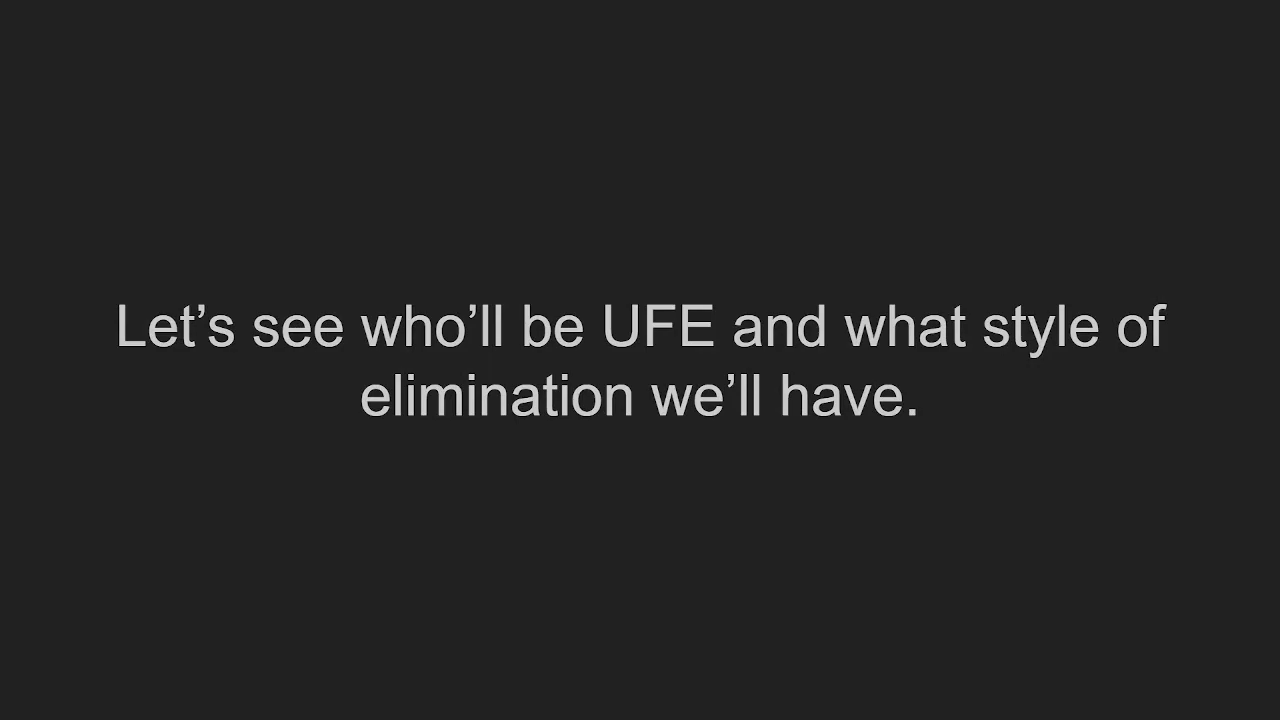 Let’s see who’ll be UFE and what style of
elimination we’ll have.